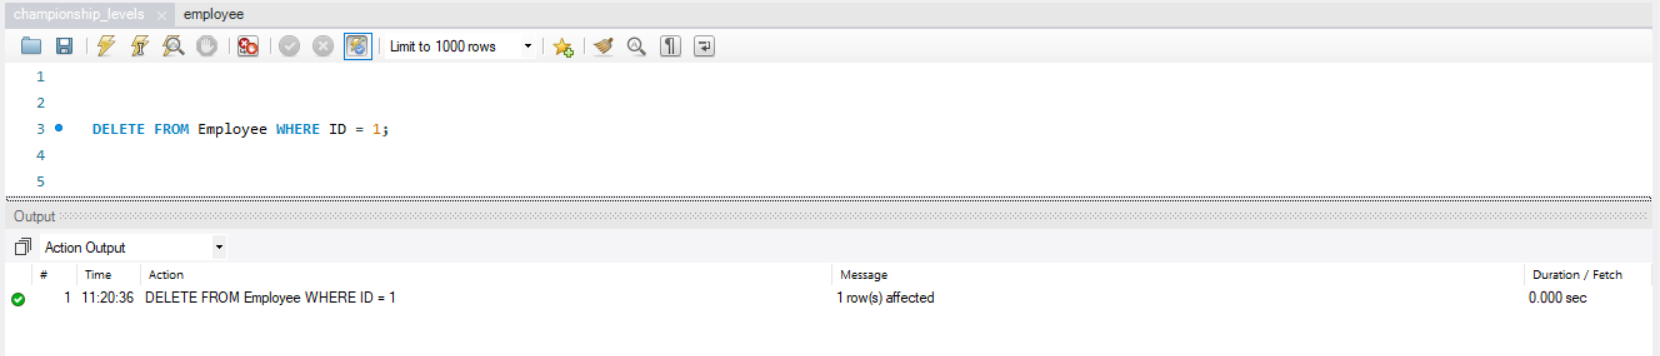 championship_levels employee
Limit to 1000 rows
1
2
3 DELETE FROM Employee WHERE ID = 1;
4
5
Output
Action Output
# Time Action Message Duration / Fetch
1 11:20:36 DELETE FROM Employee WHERE ID = 1 1 row(s) affected 0.000 sec